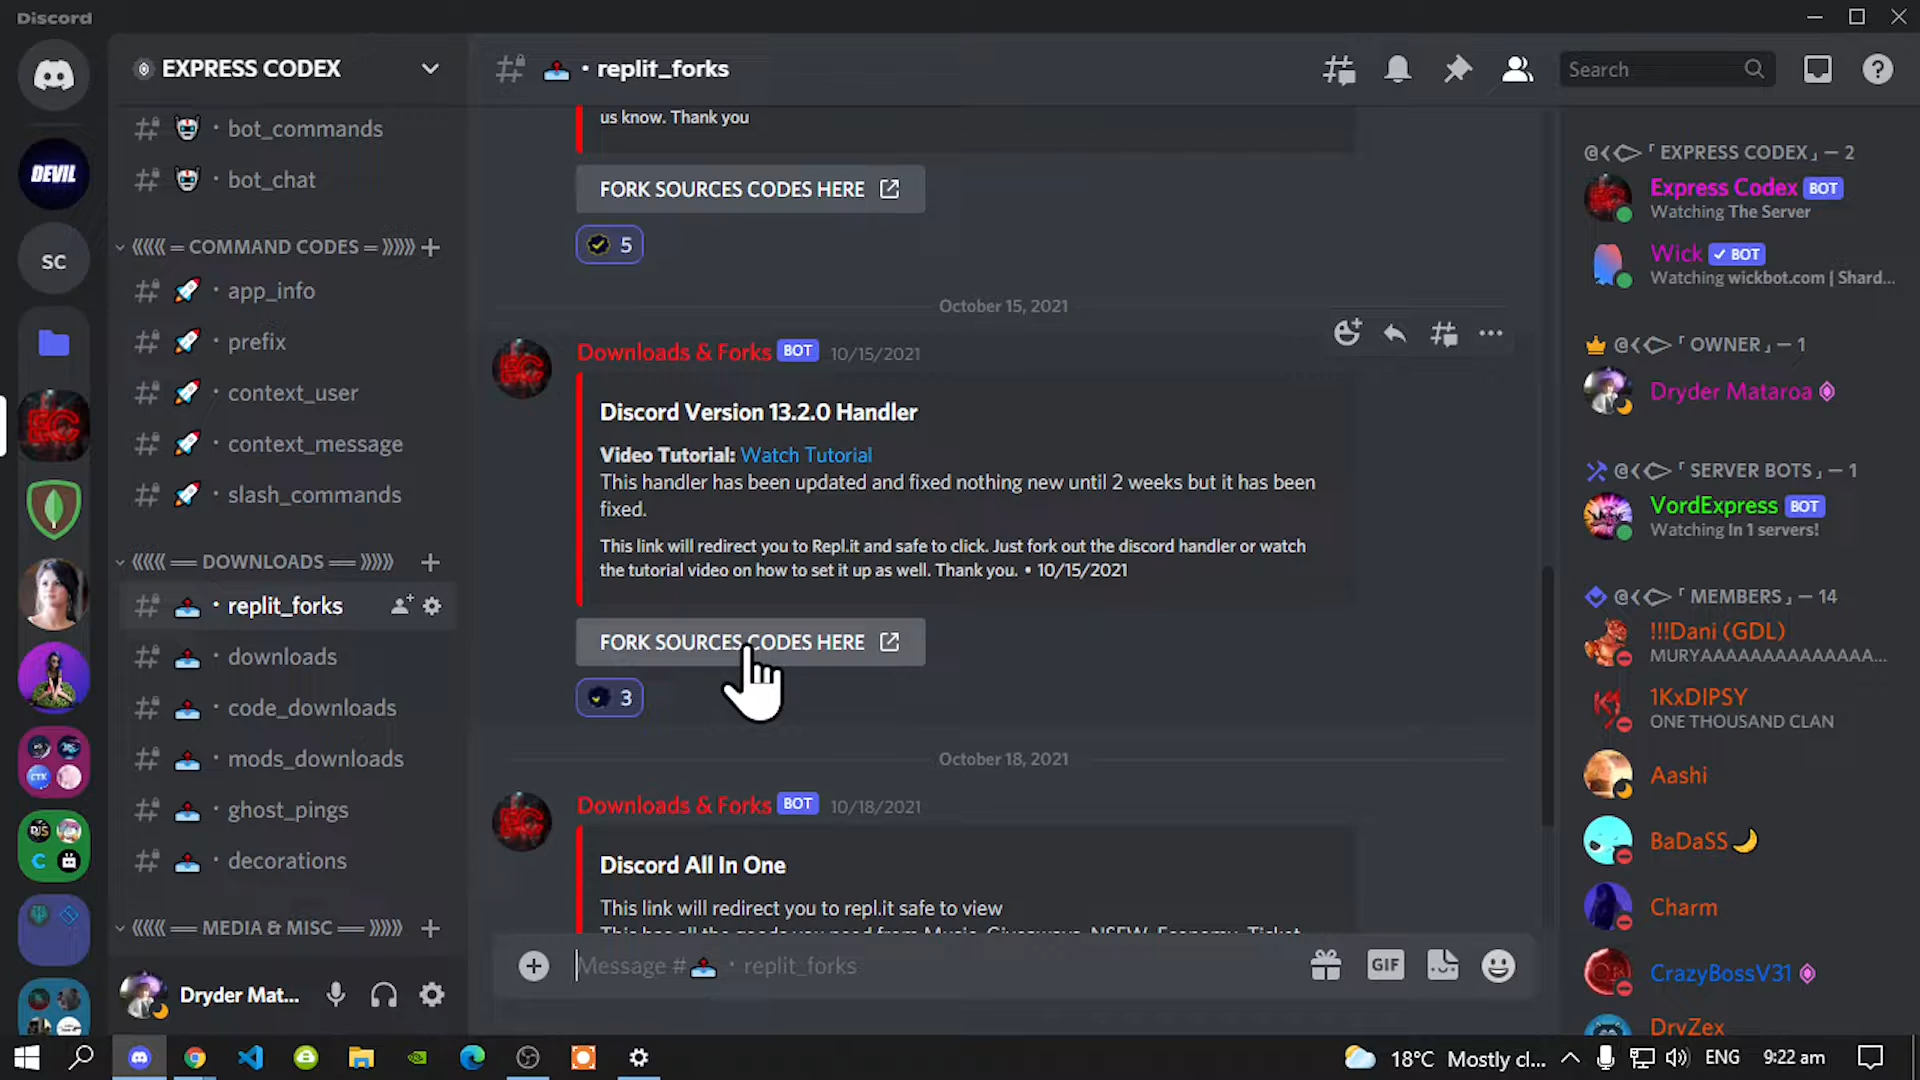 Discord
EXPRESS CODEX
bot_commands
bot_chat
COMMAND CODES
app_info
prefix
context_user
context_message
slash_commands
DOWNLOADS
replit_forks
downloads
code_downloads
mods_downloads
ghost_pings
decorations
MEDIA & MISC
DEVIL
SC
EC
CTK
DJS
C
Dryder Mat...
replit_forks
Search
us know. Thank you
FORK SOURCES CODES HERE
5
October 15, 2021
Downloads & Forks BOT 10/15/2021
Discord Version 13.2.0 Handler
Video Tutorial: Watch Tutorial
This handler has been updated and fixed nothing new until 2 weeks but it has been
fixed.
This link will redirect you to Repl.it and safe to click. Just fork out the discord handler or watch
the tutorial video on how to set it up as well. Thank you. • 10/15/2021
FORK SOURCES CODES HERE
3
October 18, 2021
Downloads & Forks BOT 10/18/2021
Discord All In One
This link will redirect you to repl.it safe to view
Message # · replit_forks
GIF
@ 「 EXPRESS CODEX 」 — 2
Express Codex BOT
Watching The Server
Wick BOT
Watching wickbot.com | Shard...
@ 「 OWNER 」 — 1
Dryder Mataroa
@ 「 SERVER BOTS 」 — 1
VordExpress BOT
Watching In 1 servers!
@ 「 MEMBERS 」 — 14
!!!Dani (GDL)
MURYAAAAAAAAAAAAAA...
1KxDIPSY
ONE THOUSAND CLAN
Aashi
BaDaSS
Charm
CrazyBossV31
DryZex
18°C Mostly cl...
ENG
9:22 am